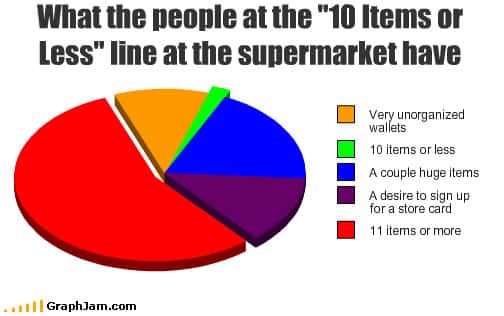 What the people at the "10 Items or
Less" line at the supermarket have
Very unorganized
wallets
10 items or less
A couple huge items
A desire to sign up
for a store card
11 items or more
GraphJam.com